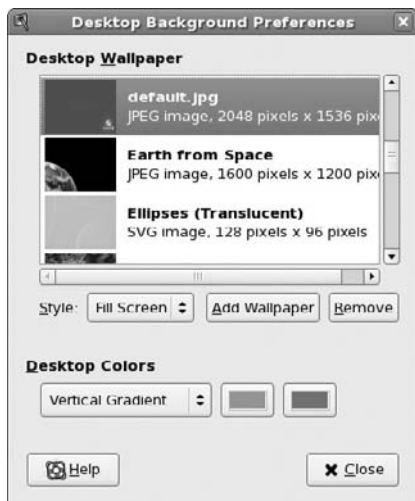 Desktop Background Preferences
Desktop Wallpaper
default.jpg
JPEG image, 2048 pixels x 1536 pix
Earth from Space
JPEG image, 1600 pixels x 1200 pix
Ellipses (Translucent)
SVG image, 128 pixels x 96 pixels
Style: Fill Screen Add Wallpaper Remove
Desktop Colors
Vertical Gradient
Help Close